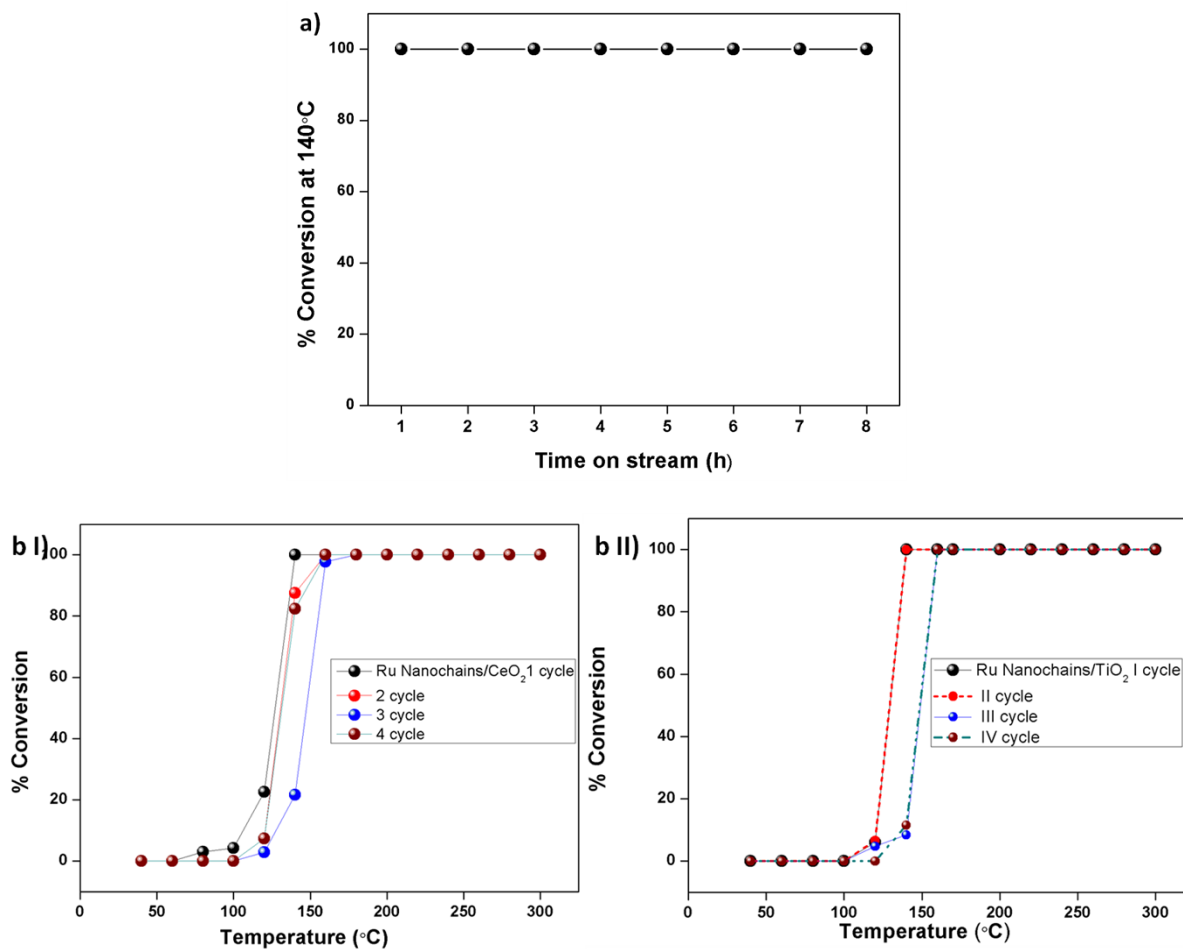 a)
% Conversion at 140°C
100
80
60
40
20
0
1 2 3 4 5 6 7 8
Time on stream (h)
b I)
% Conversion
100
80
60
40
20
0
Ru Nanochains/CeO₂1 cycle
2 cycle
3 cycle
4 cycle
0 50 100 150 200 250 300
Temperature (°C)
b II)
% Conversion
100
80
60
40
20
0
Ru Nanochains/TiO₂ I cycle
II cycle
III cycle
IV cycle
0 50 100 150 200 250 300
Temperature (°C)